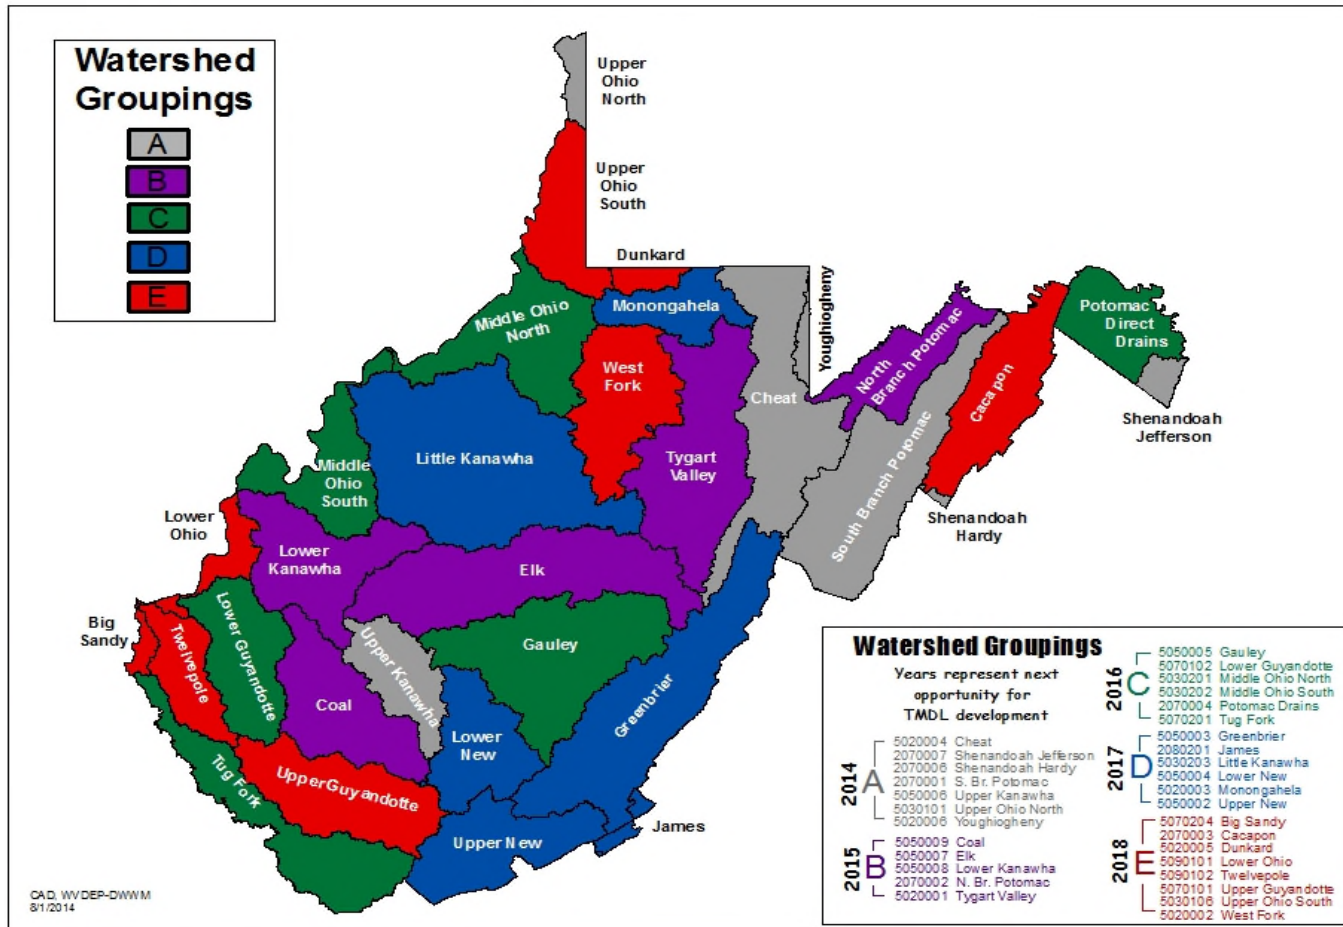 Watershed
Groupings
A
B
C
D
E
Upper
Ohio
North
Upper
Ohio
South
Dunkard
Monongahela
Youghiogheny
Middle Ohio
North
West
Fork
Cheat
North
Branch Potomac
Cacapon
Potomac
Direct
Drains
Shenandoah
Jefferson
Little Kanawha
Tygart
Valley
South Branch Potomac
Shenandoah
Hardy
Middle
Ohio
South
Lower
Ohio
Lower
Kanawha
Elk
Big
Sandy
Twelvepole
Lower Guyandotte
Upper Kanawha
Gauley
Coal
Greenbrier
Lower
New
Tug Fork
Upper Guyandotte
Upper New
James
CAD, WVDEP-DWWM
8/1/2014
Watershed Groupings
Years represent next
opportunity for
TMDL development
2014
A
5020004 Cheat
2070007 Shenandoah Jefferson
2070006 Shenandoah Hardy
2070001 S. Br. Potomac
5050006 Upper Kanawha
5030101 Upper Ohio North
5020006 Youghiogheny
2015
B
5050009 Coal
5050007 Elk
5050008 Lower Kanawha
2070002 N. Br. Potomac
5020001 Tygart Valley
2016
C
5050005 Gauley
5070102 Lower Guyandotte
5030201 Middle Ohio North
5030202 Middle Ohio South
2070004 Potomac Drains
5070201 Tug Fork
2017
D
5050003 Greenbrier
2080201 James
5030203 Little Kanawha
5050004 Lower New
5020003 Monongahela
5050002 Upper New
2018
E
5070204 Big Sandy
2070003 Cacapon
5020005 Dunkard
5090101 Lower Ohio
5090102 Twelvepole
5070101 Upper Guyandotte
5030106 Upper Ohio South
5020002 West Fork